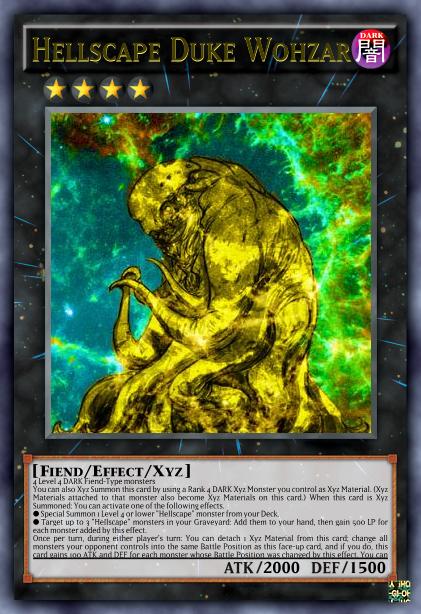 HELLSCAPE DUKE WOHZAR
DARK
闇
[FIEND/EFFECT/XYZ]
4 Level 4 DARK Fiend-Type monsters
You can also Xyz Summon this card by using a Rank 4 DARK Xyz Monster you control as Xyz Material. (Xyz
Materials attached to that monster also become Xyz Materials on this card.) When this card is Xyz
Summoned: You can activate one of the following effects.
● Special Summon 1 Level 4 or lower "Hellscape" monster from your Deck.
● Target up to 3 "Hellscape" monsters in your Graveyard: Add them to your hand, then gain 500 LP for
each monster added by this effect.
Once per turn, during either player's turn: You can detach 1 Xyz Material from this card; change all
monsters your opponent controls into the same Battle Position as this face-up card, and if you do, this
card gains 100 ATK and DEF for each monster whose Battle Position was changed by this effect. You can
ATK/2000 DEF/1500